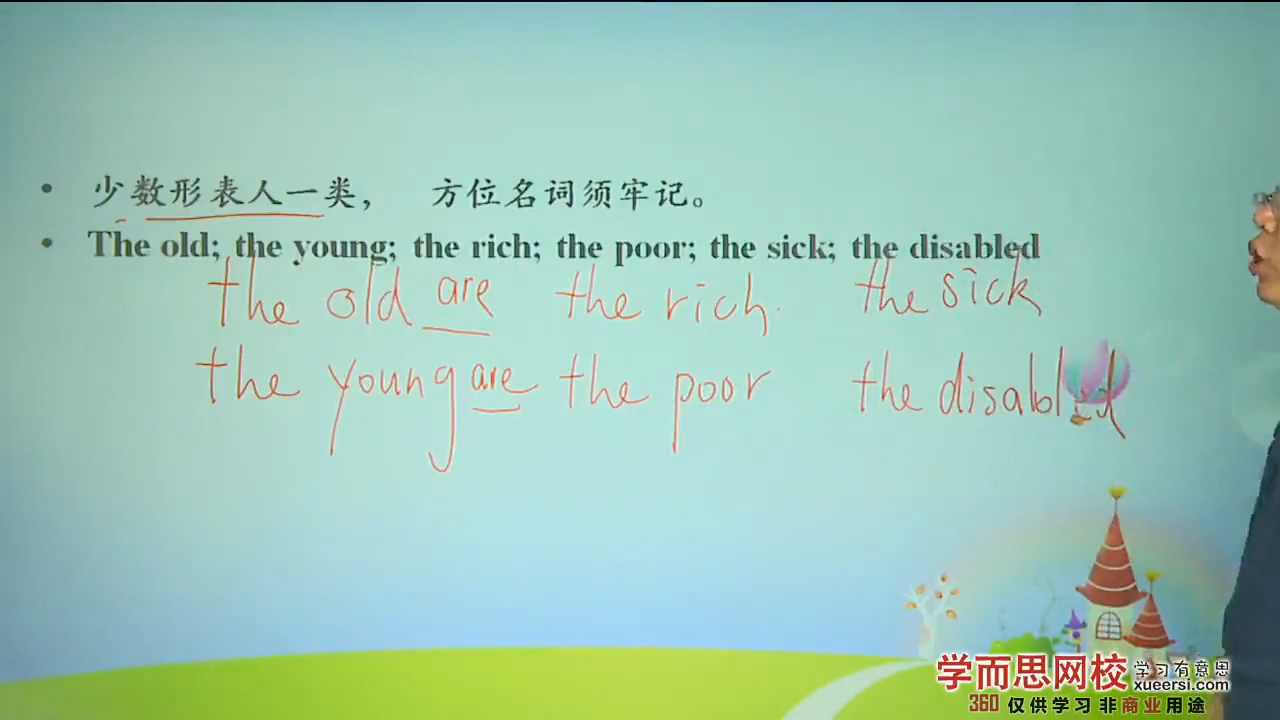 • 少数形表人一类， 方位名词须牢记。
• The old; the young; the rich; the poor; the sick; the disabled
the old are the rich. the sick
the young are the poor the disabled
学而思网校 学习有意思
xueersi.com
360 仅供学习 非商业用途